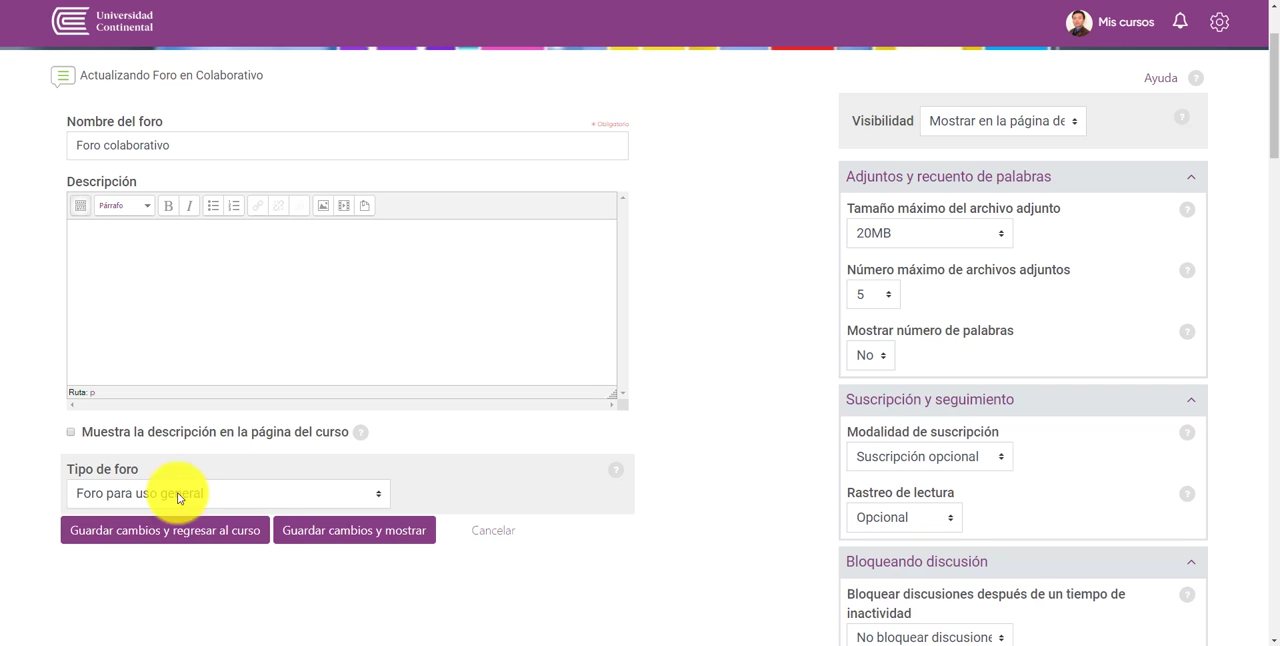 Universidad
Continental
Mis cursos
Actualizando Foro en Colaborativo
Ayuda ?
Nombre del foro
* Obligatorio
Foro colaborativo
Descripción
Párrafo
B I
Ruta: p
Muestra la descripción en la página del curso ?
Tipo de foro ?
Foro para uso general
Guardar cambios y regresar al curso
Guardar cambios y mostrar
Cancelar
Visibilidad Mostrar en la página de ?
Adjuntos y recuento de palabras
Tamaño máximo del archivo adjunto ?
20MB
Número máximo de archivos adjuntos ?
5
Mostrar número de palabras ?
No
Suscripción y seguimiento
Modalidad de suscripción ?
Suscripción opcional
Rastreo de lectura ?
Opcional
Bloqueando discusión
Bloquear discusiones después de un tiempo de ?
inactividad
No bloquear discusione